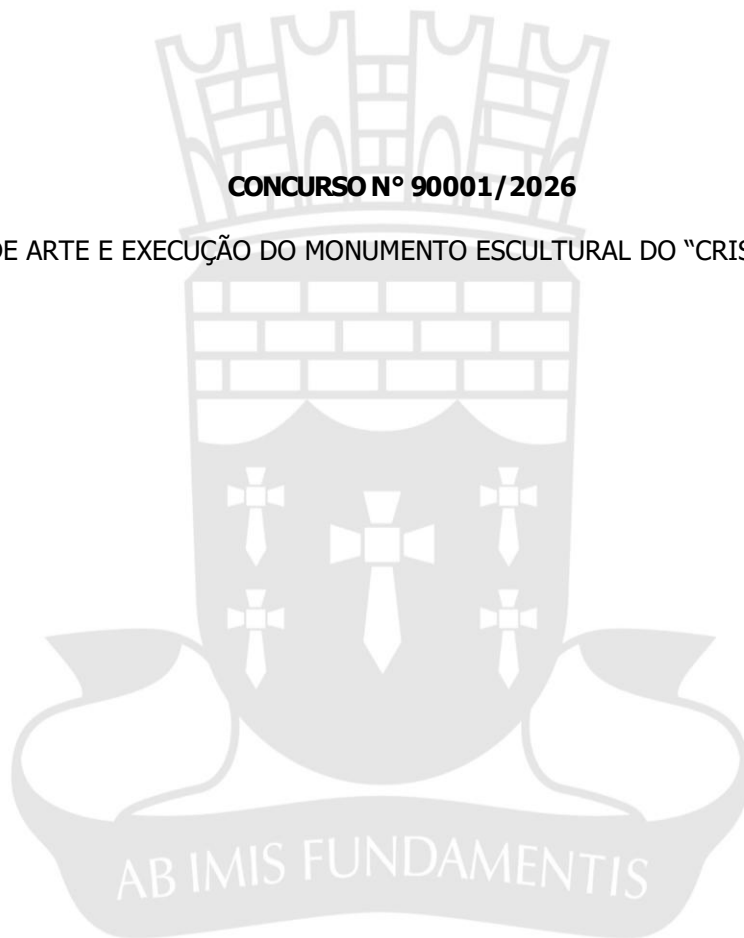 CONCURSO N° 90001/2026
DE ARTE E EXECUÇÃO DO MONUMENTO ESCULTURAL DO “CRIS
AB IMIS FUNDAMENTIS